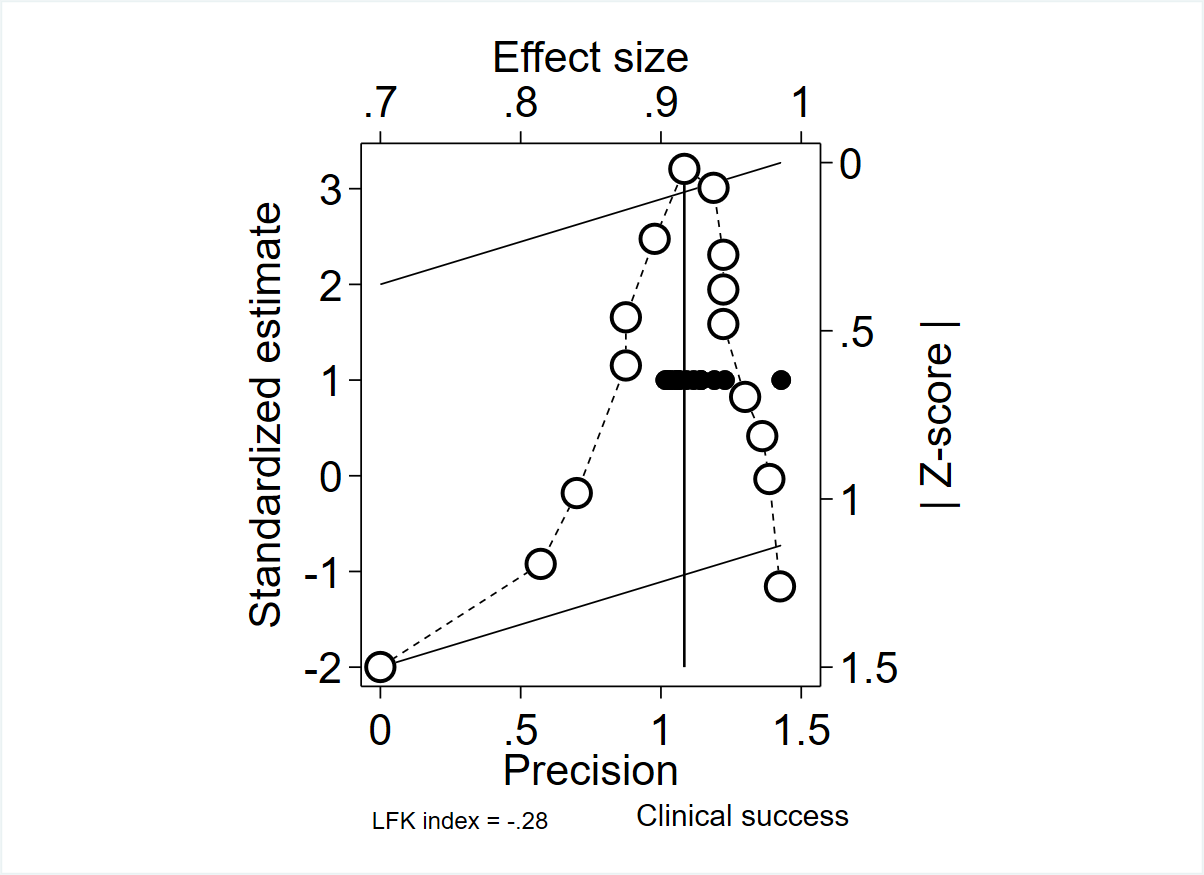 Effect size
.7 .8 .9 1
3 0
2
.5
1
0
1
-1
-2 1.5
Standardized estimate
| Z-score |
0 .5 1 1.5
Precision
LFK index = -.28 Clinical success